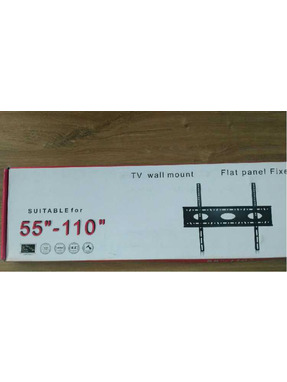 TV wall mount Flat panel Fixe
SUITABLE for
55"-110"